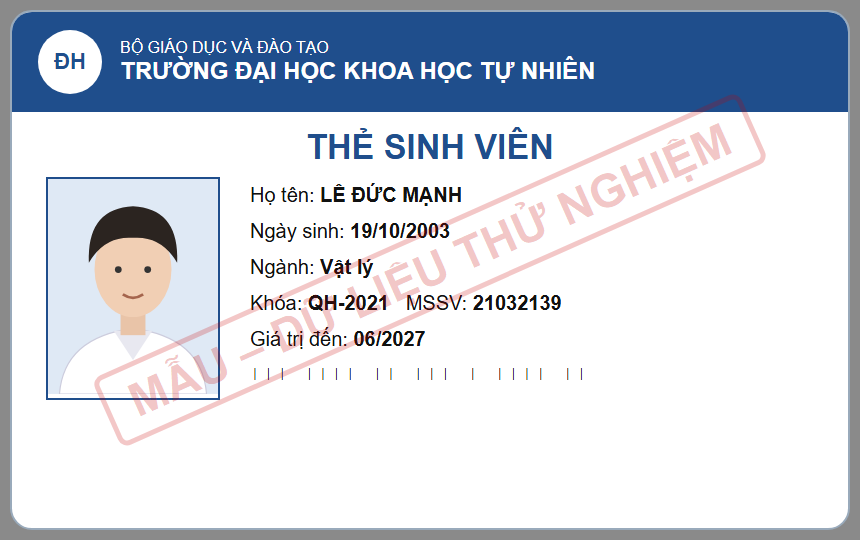 ĐH
BỘ GIÁO DỤC VÀ ĐÀO TẠO
TRƯỜNG ĐẠI HỌC KHOA HỌC TỰ NHIÊN
THẺ SINH VIÊN
Họ tên: LÊ ĐỨC MẠNH
Ngày sinh: 19/10/2003
Ngành: Vật lý
Khóa: QH-2021 MSSV: 21032139
Giá trị đến: 06/2027
MẪU – DỮ LIỆU THỬ NGHIỆM